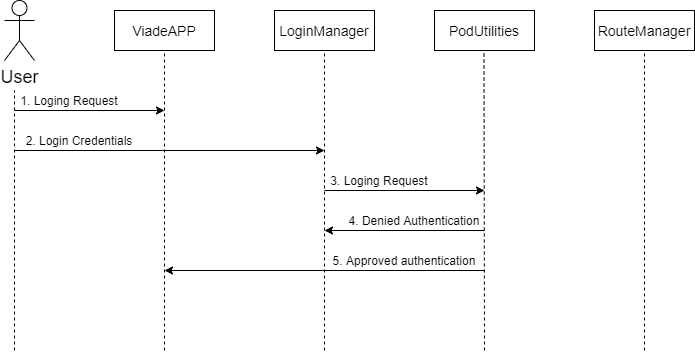 ViadeAPP
LoginManager
PodUtilities
RouteManager
User
1. Loging Request
2. Login Credentials
3. Loging Request
4. Denied Authentication
5. Approved authentication